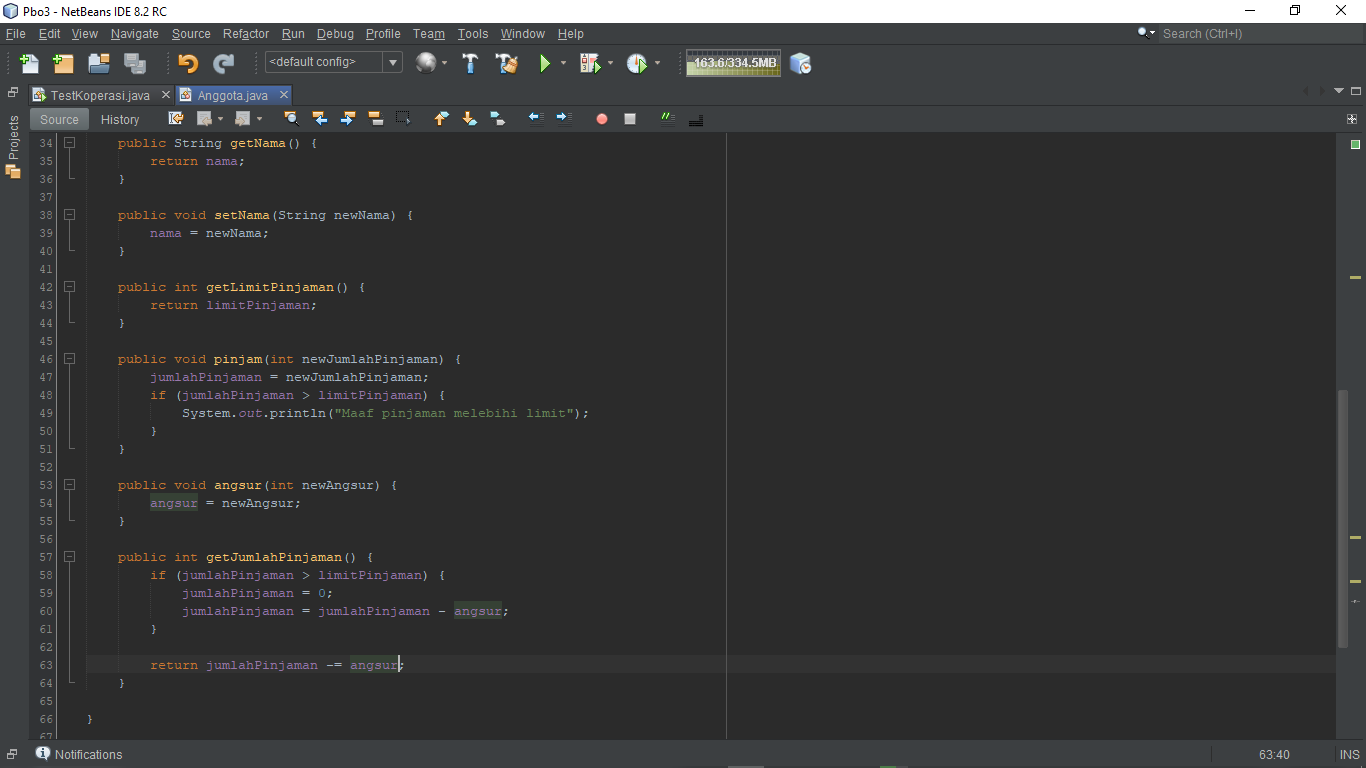 Pbo3 - NetBeans IDE 8.2 RC
File Edit View Navigate Source Refactor Run Debug Profile Team Tools Window Help
Search (Ctrl+I)
<default config>
163.6/334.5MB
TestKoperasi.java
Anggota.java
Source History
Projects
34 public String getNama() {
35 return nama;
36 }
37
38 public void setNama(String newNama) {
39 nama = newNama;
40 }
41
42 public int getLimitPinjaman() {
43 return limitPinjaman;
44 }
45
46 public void pinjam(int newJumlahPinjaman) {
47 jumlahPinjaman = newJumlahPinjaman;
48 if (jumlahPinjaman > limitPinjaman) {
49 System.out.println("Maaf pinjaman melebihi limit");
50 }
51 }
52
53 public void angsur(int newAngsur) {
54 angsur = newAngsur;
55 }
56
57 public int getJumlahPinjaman() {
58 if (jumlahPinjaman > limitPinjaman) {
59 jumlahPinjaman = 0;
60 jumlahPinjaman = jumlahPinjaman - angsur;
61 }
62
63 return jumlahPinjaman -= angsur;
64 }
65
66 }
67
Notifications
63:40
INS